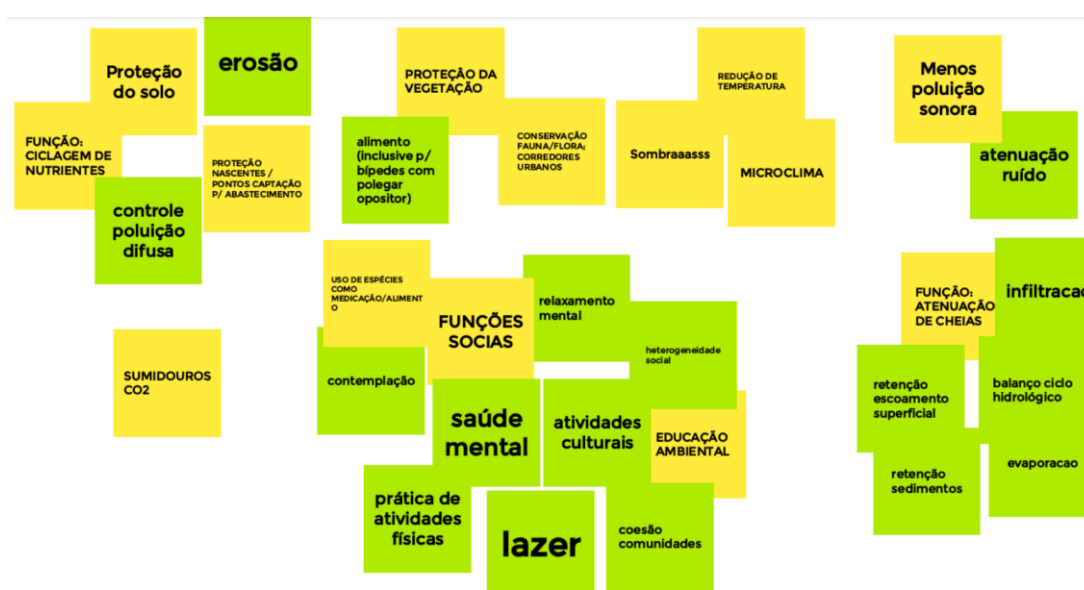 Proteção
do solo
erosão
FUNÇÃO:
CICLAGEM DE
NUTRIENTES
PROTEÇÃO
NASCENTES /
PONTOS CAPTAÇÃO
P/ ABASTECIMENTO
controle
poluição
difusa
PROTEÇÃO DA
VEGETAÇÃO
alimento
(inclusive p/
bípedes com
polegar
opositor)
CONSERVAÇÃO
FAUNA/FLORA;
CORREDORES
URBANOS
REDUÇÃO DE
TEMPERATURA
Sombraaasss
MICROCLIMA
Menos
poluição
sonora
atenuação
ruído
SUMIDOUROS
CO2
USO DE ESPÉCIES
COMO
MEDICAÇÃO/ALIMENT
O
FUNÇÕES
SOCIAS
relaxamento
mental
heterogeneidade
social
contemplação
saúde
mental
atividades
culturais
EDUCAÇÃO
AMBIENTAL
prática de
atividades
físicas
lazer
coesão
comunidades
FUNÇÃO:
ATENUAÇÃO
DE CHEIAS
infiltracao
retenção
escoamento
superficial
balanço ciclo
hidrológico
retenção
sedimentos
evaporacao